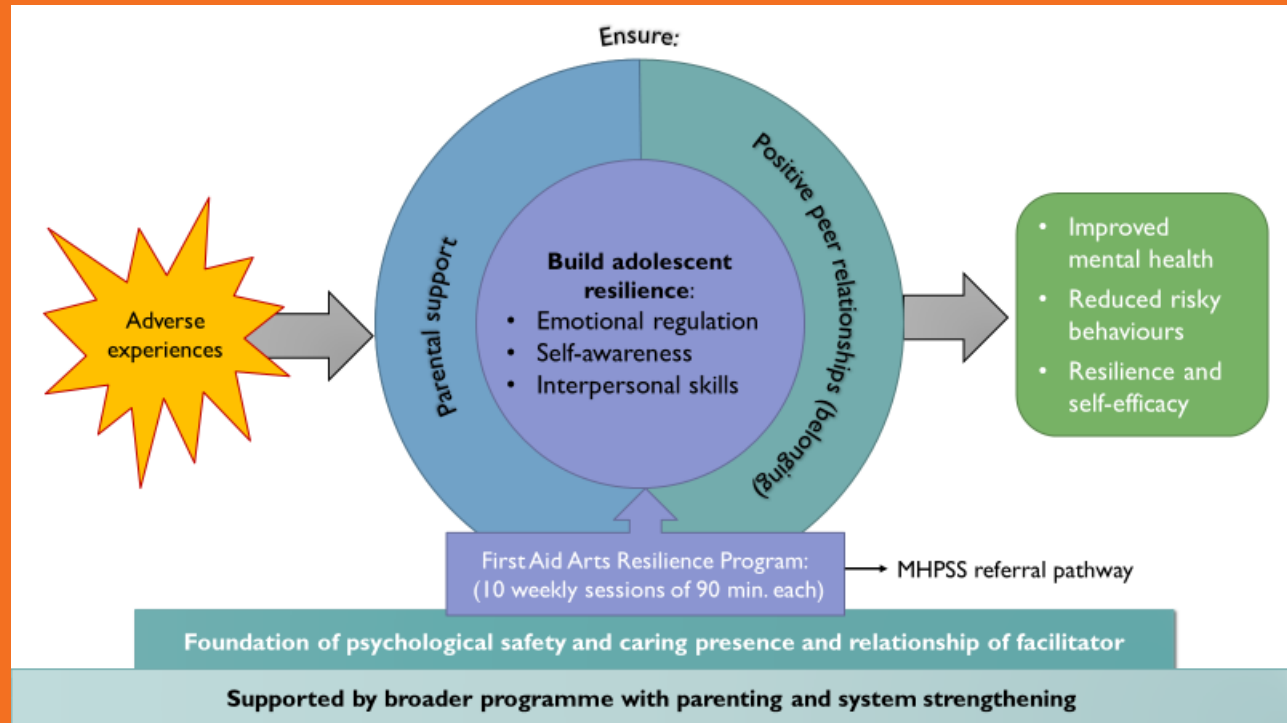 Ensure:
Adverse
experiences
Parental support
Build adolescent
resilience:
• Emotional regulation
• Self-awareness
• Interpersonal skills
Positive peer relationships (belonging)
• Improved
mental health
• Reduced risky
behaviours
• Resilience and
self-efficacy
First Aid Arts Resilience Program:
(10 weekly sessions of 90 min. each)
MHPSS referral pathway
Foundation of psychological safety and caring presence and relationship of facilitator
Supported by broader programme with parenting and system strengthening